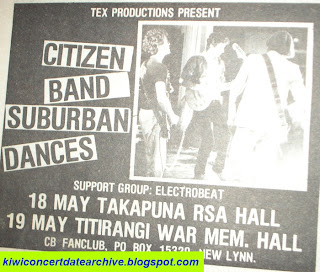 TEX PRODUCTIONS PRESENT
CITIZEN
BAND
SUBURBAN
DANCES
SUPPORT GROUP: ELECTROBEAT
18 MAY TAKAPUNA RSA HALL
19 MAY TITIRANGI WAR MEM. HALL
CB FANCLUB, PO BOX NEW LYNN.
kiwiconcertdatearchive.blogspot.com